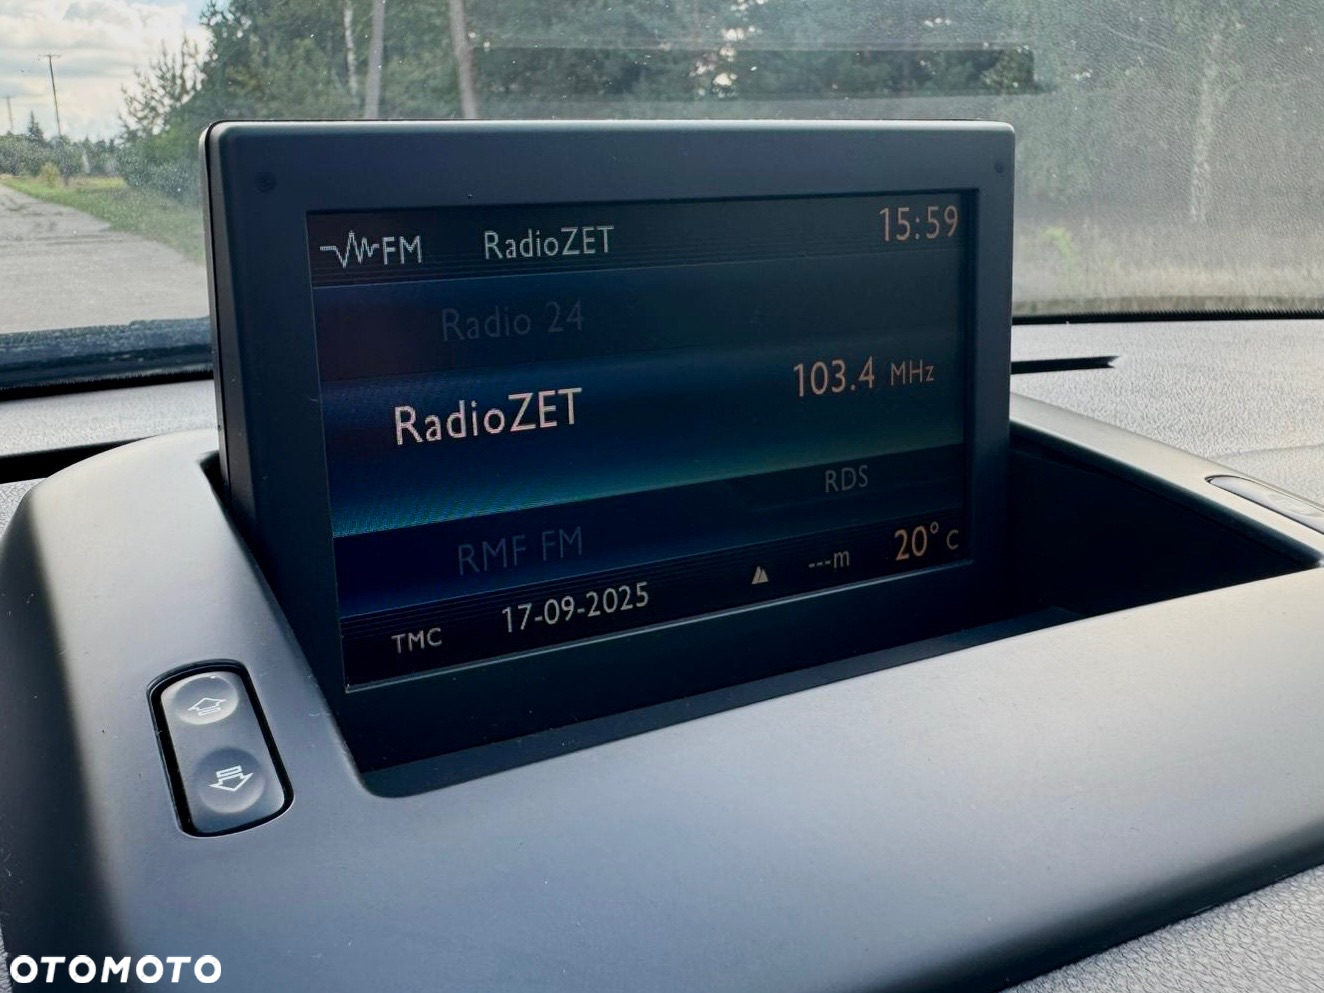 FM RadioZET 15:59
Radio 24
RadioZET 103.4 MHz
RDS
RMF FM
TMC 17-09-2025 ---m 20° C
OTOMOTO